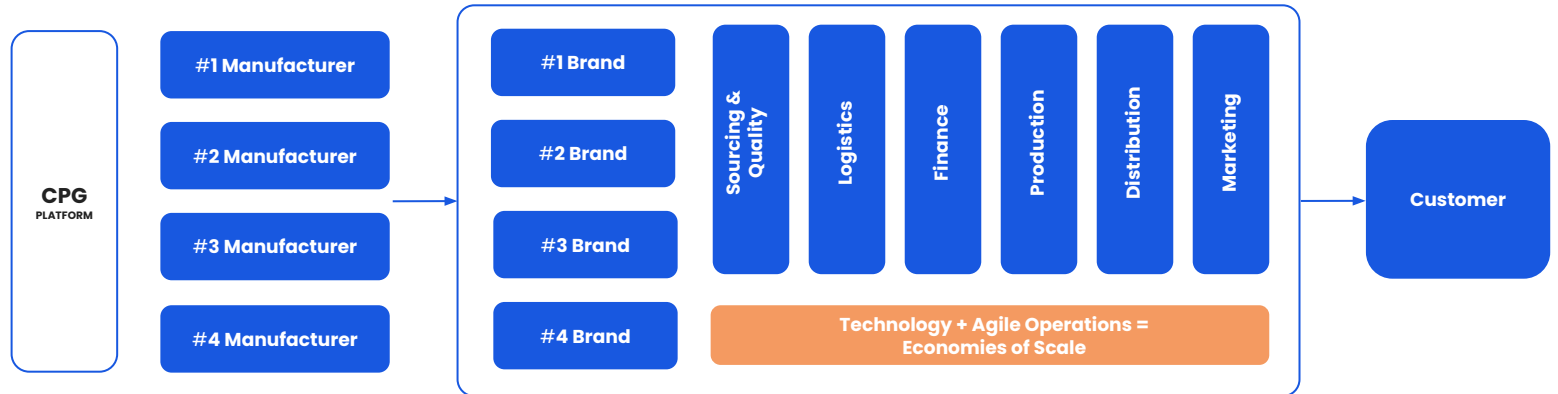 CPG
PLATFORM
#1 Manufacturer
#2 Manufacturer
#3 Manufacturer
#4 Manufacturer
#1 Brand
#2 Brand
#3 Brand
#4 Brand
Sourcing &
Quality
Logistics
Finance
Production
Distribution
Marketing
Technology + Agile Operations =
Economies of Scale
Customer